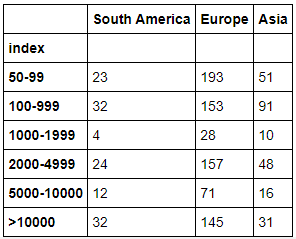 South America Europe Asia
index
50-99 23 193 51
100-999 32 153 91
1000-1999 4 28 10
2000-4999 24 157 48
5000-10000 12 71 16
>10000 32 145 31